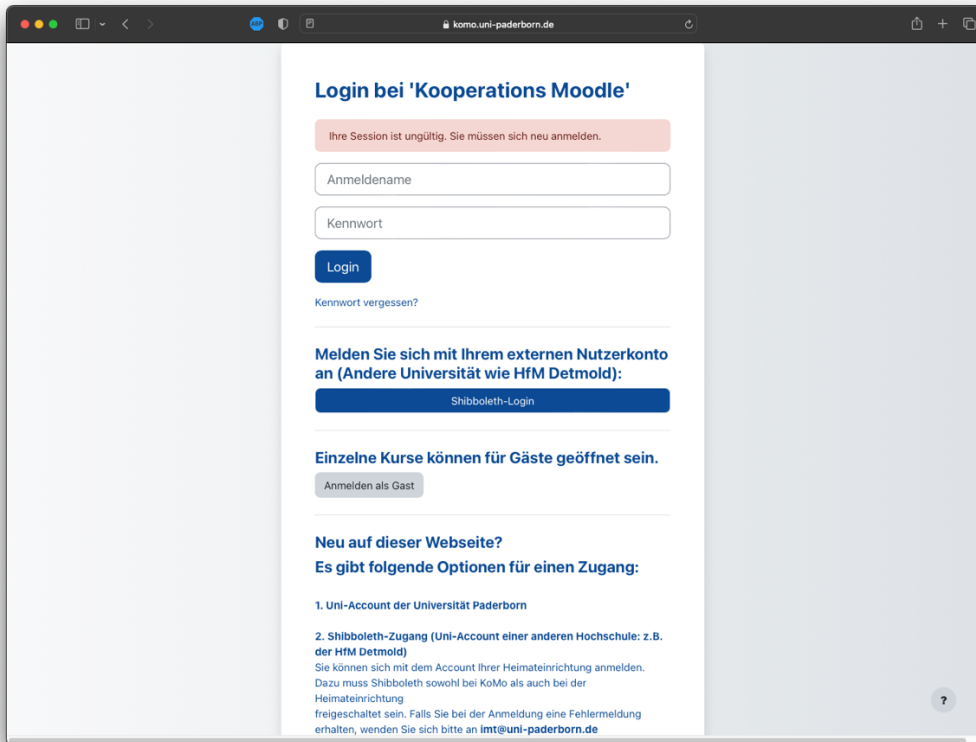 ABP
komo.uni-paderborn.de
Login bei 'Kooperations Moodle'
Ihre Session ist ungültig. Sie müssen sich neu anmelden.
Anmeldename
Kennwort
Login
Kennwort vergessen?
Melden Sie sich mit Ihrem externen Nutzerkonto
an (Andere Universität wie HfM Detmold):
Shibboleth-Login
Einzelne Kurse können für Gäste geöffnet sein.
Anmelden als Gast
Neu auf dieser Webseite?
Es gibt folgende Optionen für einen Zugang:
1. Uni-Account der Universität Paderborn
2. Shibboleth-Zugang (Uni-Account einer anderen Hochschule: z.B.
der HfM Detmold)
Sie können sich mit dem Account Ihrer Heimateinrichtung anmelden.
Dazu muss Shibboleth sowohl bei KoMo als auch bei der
Heimateinrichtung
freigeschaltet sein. Falls Sie bei der Anmeldung eine Fehlermeldung
erhalten, wenden Sie sich bitte an imt@uni-paderborn.de
?